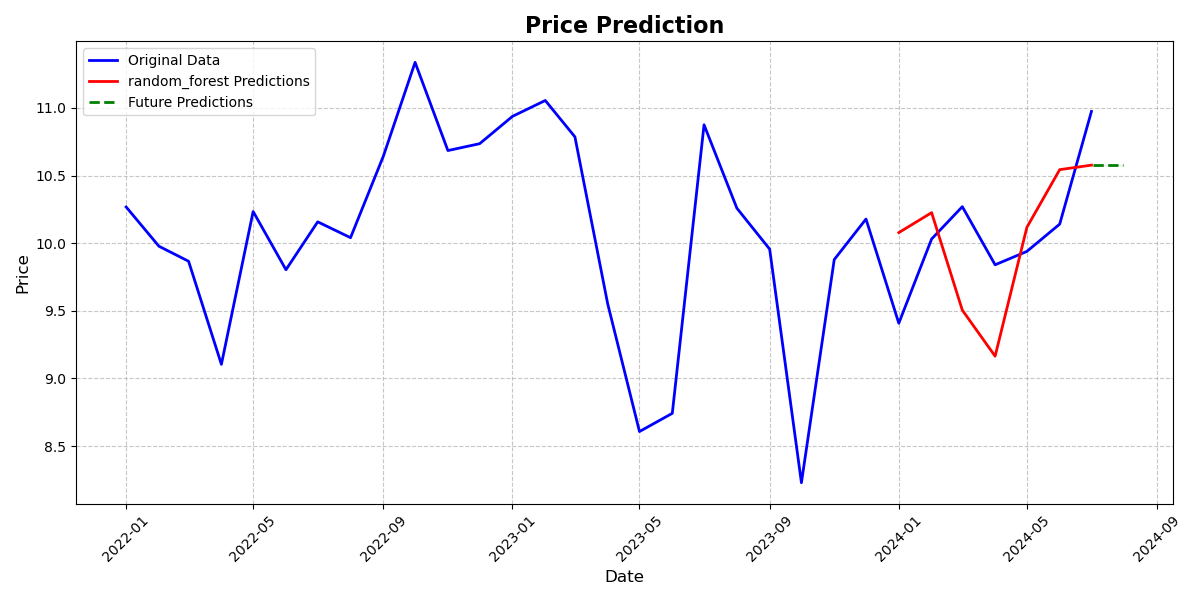 Price Prediction
Original Data
random_forest Predictions
Future Predictions
Price
11.0
10.5
10.0
9.5
9.0
8.5
2022-01
2022-05
2022-09
2023-01
2023-05
2023-09
2024-01
2024-05
2024-09
Date